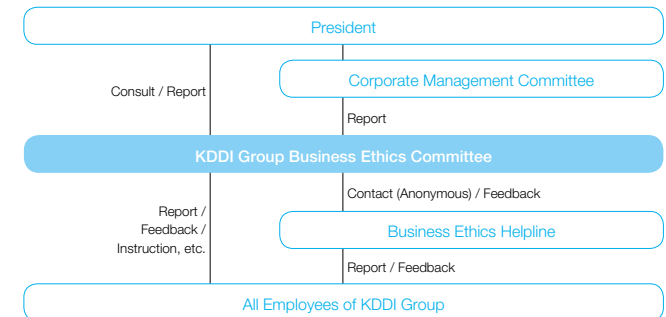 President
Consult / Report
Corporate Management Committee
Report
KDDI Group Business Ethics Committee
Contact (Anonymous) / Feedback
Report /
Feedback /
Instruction, etc.
Business Ethics Helpline
Report / Feedback
All Employees of KDDI Group